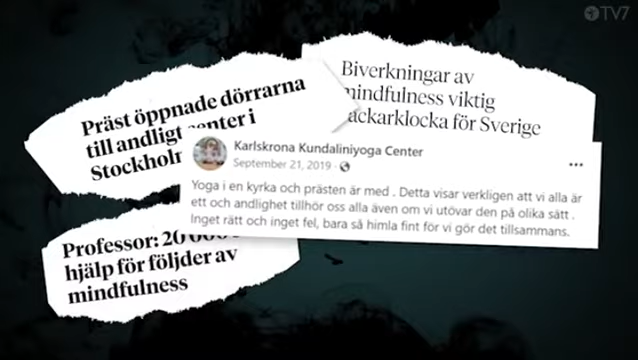 TV7
Präst öppnade dörrarna
till andligt center i
Stockholm
Biverkningar av
mindfulness viktig
väckarklocka för Sverige
Karlskrona Kundaliniyoga Center
September 21, 2019 ·
Yoga i en kyrka och prästen är med . Detta visar verkligen att vi alla är
ett och andlighet tillhör oss alla även om vi utövar den på olika sätt .
Inget rätt och inget fel, bara så himla fint för vi gör det tillsammans.
Professor: 20 000
hjälp för följder av
mindfulness